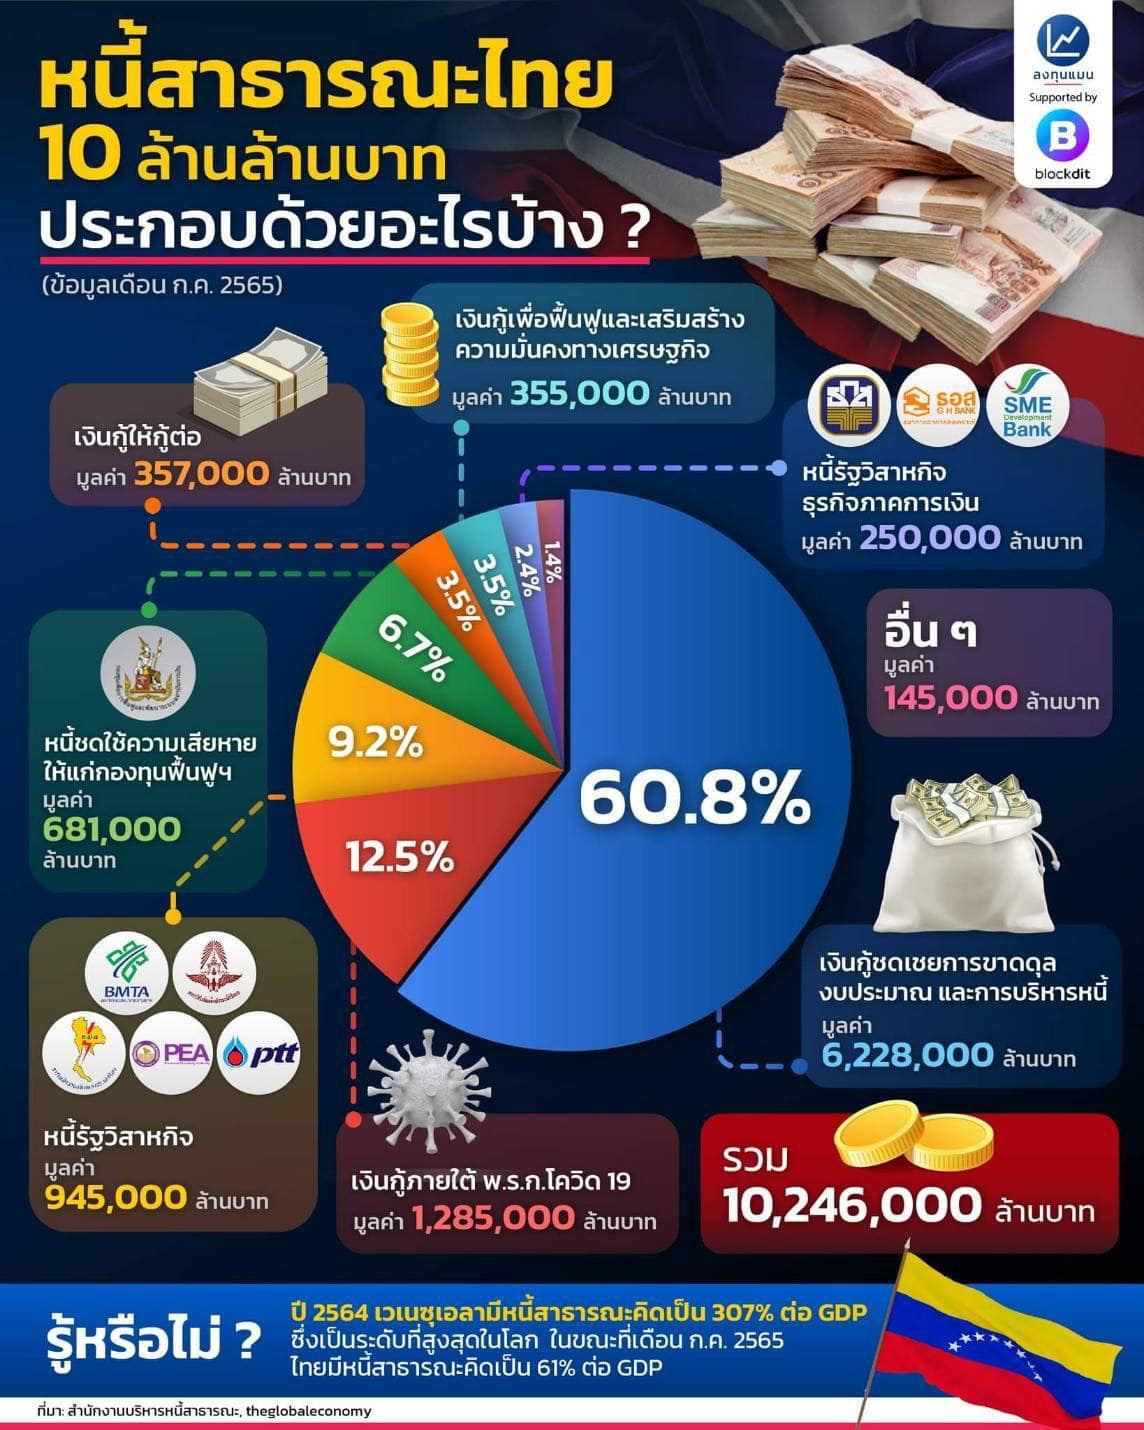 หนี้สาธารณะไทย
10 ล้านล้านบาท
ประกอบด้วยอะไรบ้าง ?
(ข้อมูลเดือน ก.ค. 2565)
ลงทุนแมน
Supported by
B
blockdit
เงินกู้เพื่อฟื้นฟูและเสริมสร้าง
ความมั่นคงทางเศรษฐกิจ
มูลค่า 355,000 ล้านบาท
เงินกู้ให้กู้ต่อ
มูลค่า 357,000 ล้านบาท
ธอส
G H BANK
SME
Development
Bank
หนี้รัฐวิสาหกิจ
ธุรกิจภาคการเงิน
มูลค่า 250,000 ล้านบาท
1.4%
2.4%
3.5%
3.5%
6.7%
9.2%
12.5%
60.8%
อื่น ๆ
มูลค่า
145,000 ล้านบาท
หนี้ชดใช้ความเสียหาย
ให้แก่กองทุนฟื้นฟูฯ
มูลค่า
681,000
ล้านบาท
เงินกู้ชดเชยการขาดดุล
งบประมาณ และการบริหารหนี้
มูลค่า
6,228,000 ล้านบาท
BMTA
PEA
ptt
หนี้รัฐวิสาหกิจ
มูลค่า
945,000 ล้านบาท
เงินกู้ภายใต้ พ.ร.ก.โควิด 19
มูลค่า 1,285,000 ล้านบาท
รวม
10,246,000 ล้านบาท
รู้หรือไม่ ?
ปี 2564 เวเนซุเอลามีหนี้สาธารณะคิดเป็น 307% ต่อ GDP
ซึ่งเป็นระดับที่สูงสุดในโลก ในขณะที่เดือน ก.ค. 2565
ไทยมีหนี้สาธารณะคิดเป็น 61% ต่อ GDP
ที่มา: สำนักงานบริหารหนี้สาธารณะ, theglobaleconomy